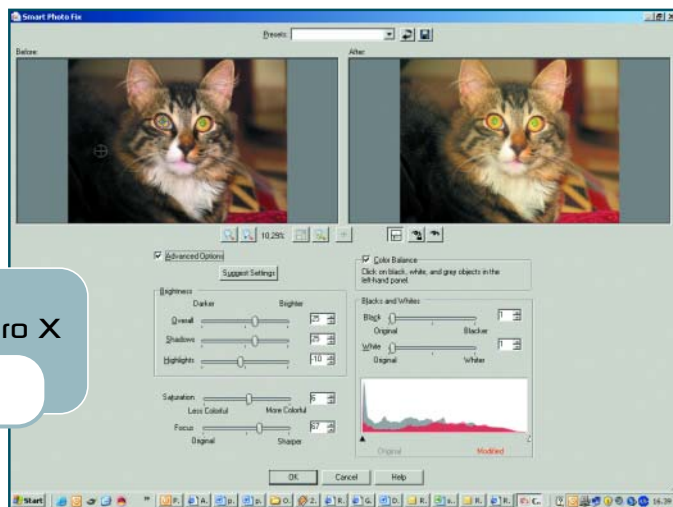 Smart Photo Fix
Presets:
Before:
After:
10,29%
Advanced Options
Suggest Settings
Color Balance
Click on black, white, and grey objects in the
left-hand panel.
Brightness
Darker Brighter
Overall 25
Shadows 25
Highlights -10
Saturation 6
Less Colorful More Colorful
Focus 67
Original Sharper
Blacks and Whites
Black 1
Original Blacker
White 1
Original Whiter
Original Modified
OK Cancel Help
ro X
Start 16.39